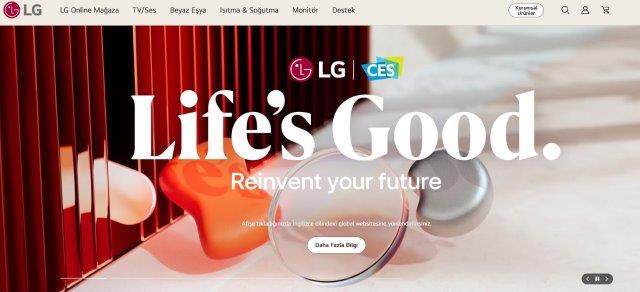 LG
LG Online Mağaza
TV/Ses
Beyaz Eşya
Isıtma & Soğutma
Monitör
Destek
Kurumsal
Ürünler
LG
CES
Life's Good.
Reinvent your future
Afişe tıkladığınızda İngilizce dilindeki global websitesine yönlendirilirsiniz.
Daha Fazla Bilgi